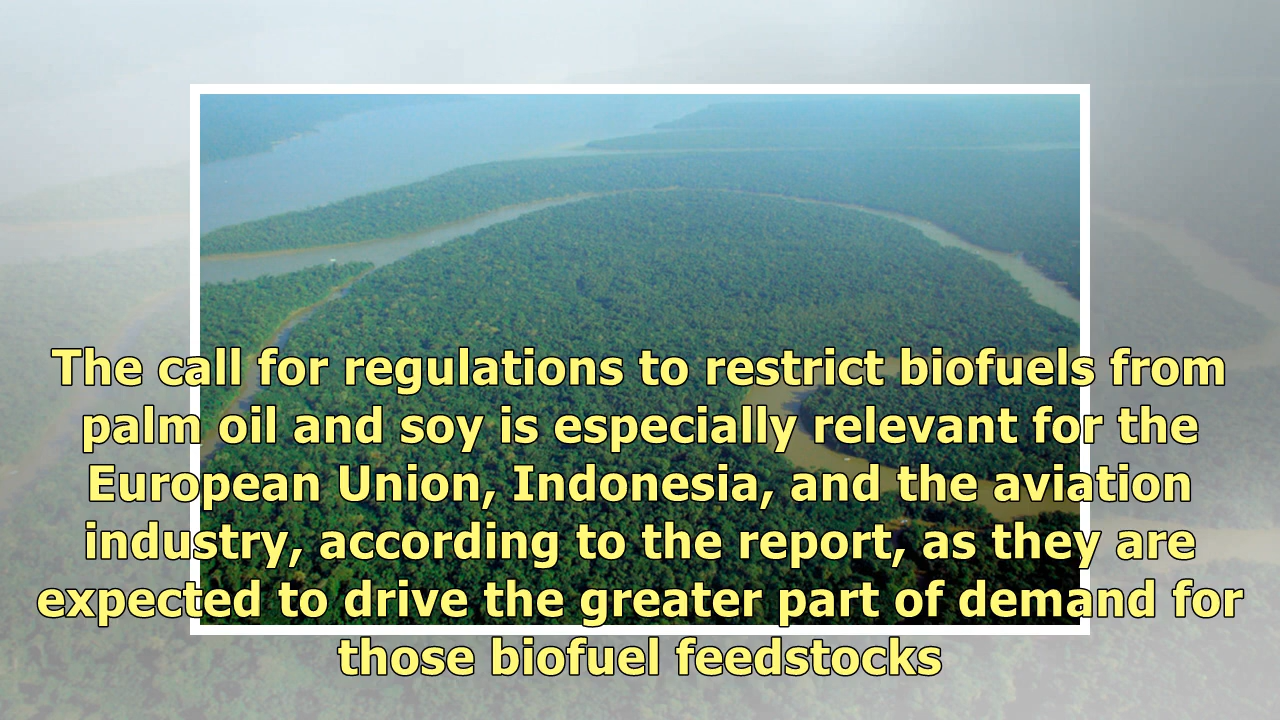 The call for regulations to restrict biofuels from
palm oil and soy is especially relevant for the
European Union, Indonesia, and the aviation
industry, according to the report, as they are
expected to drive the greater part of demand for
those biofuel feedstocks